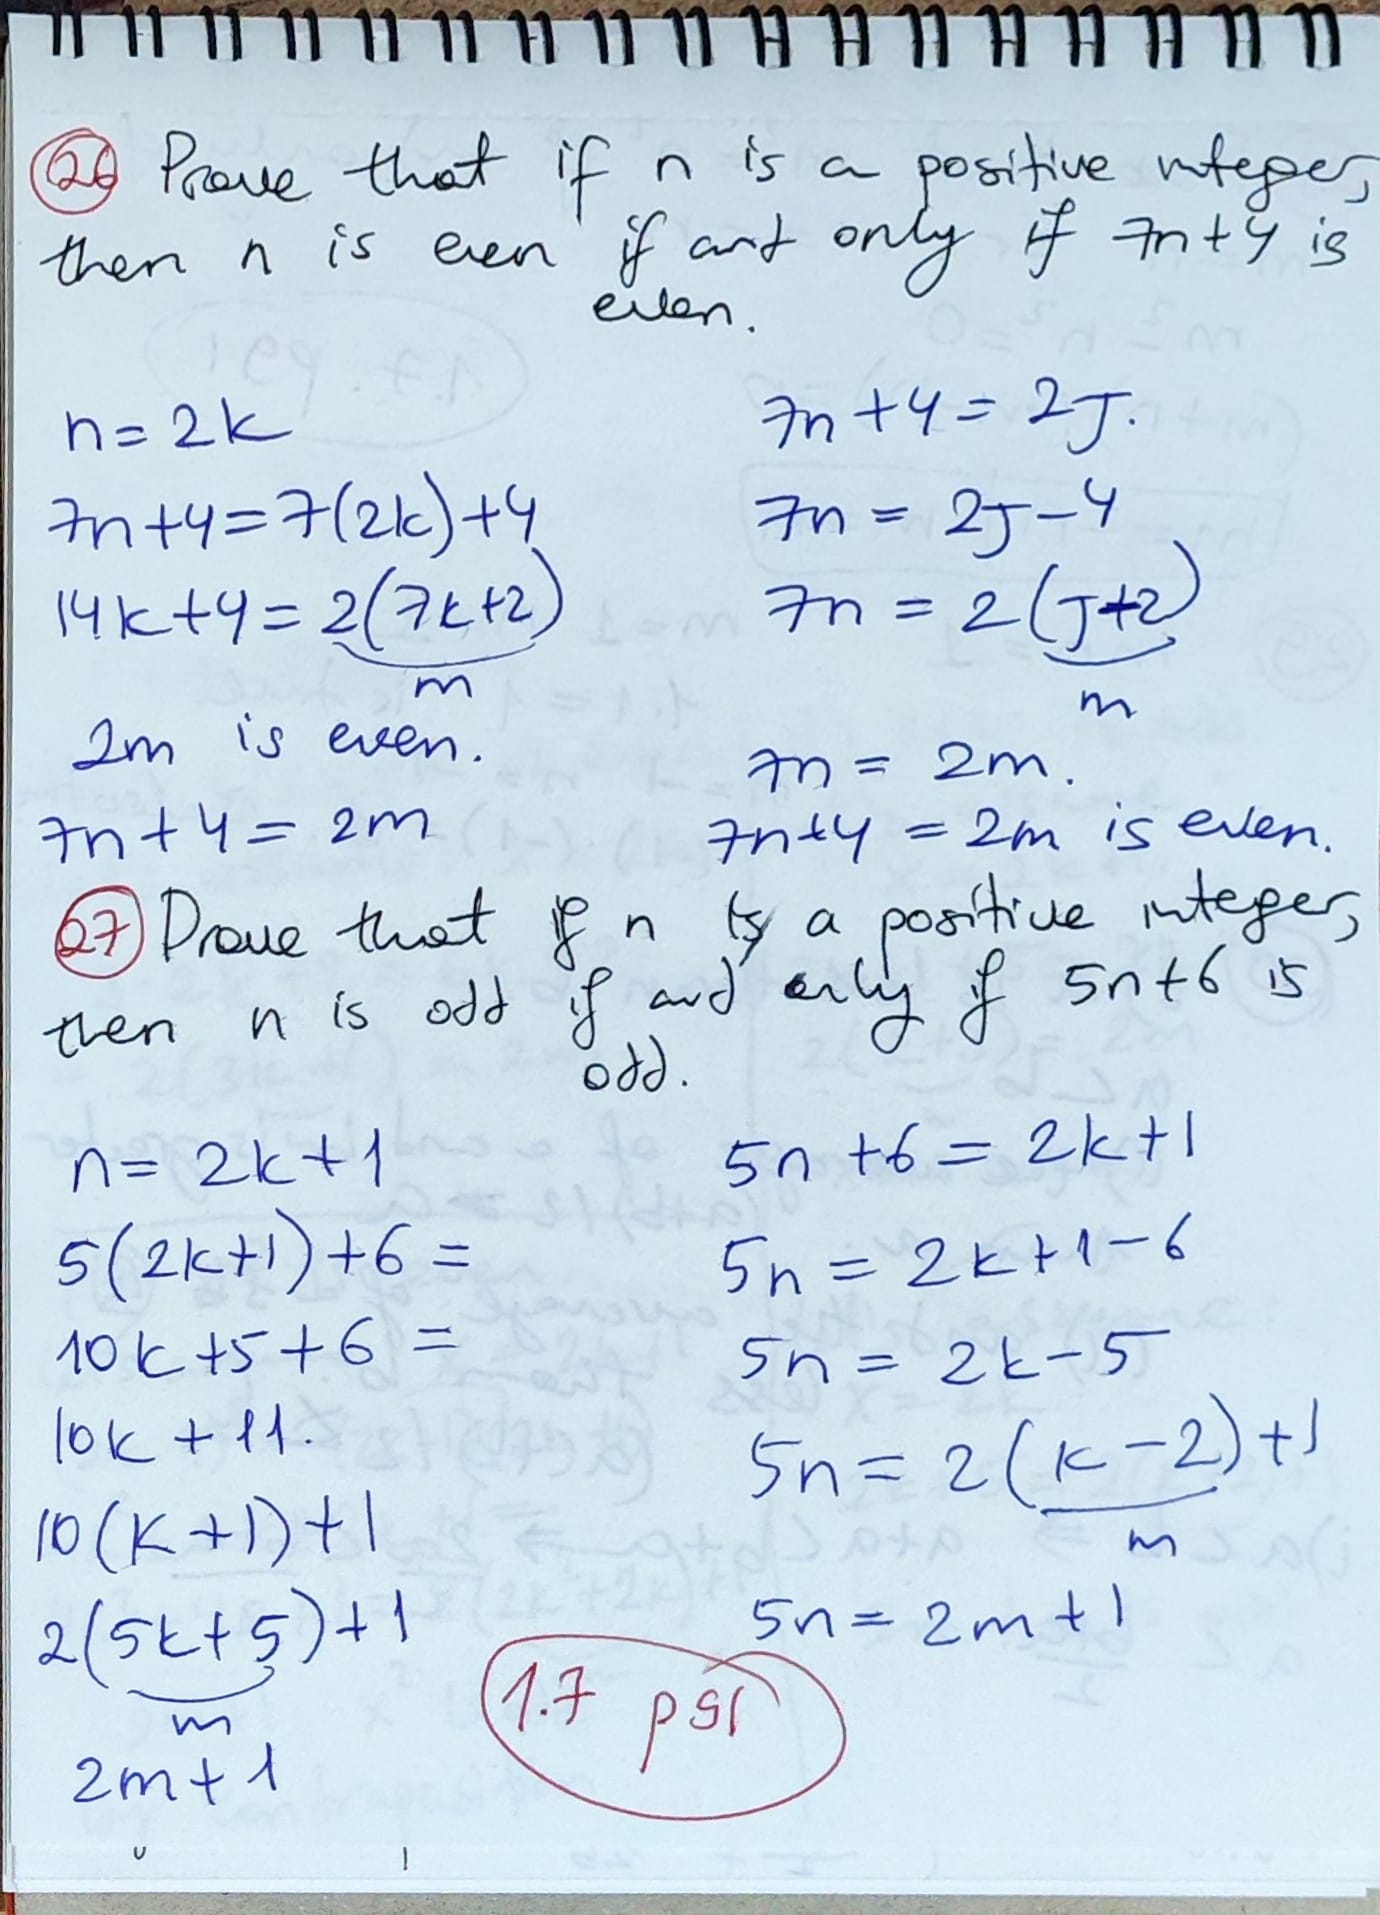 26 Prove that if n is a positive integer,
then n is even if and only if 7n+4 is
even.
n=2k
7n+4=7(2k)+4
14k+4=2(7k+2)
m
2m is even.
7n+4=2m
7n+4=2J.
7n=2J-4
7n=2(J+2)
m
7n=2m.
7n+4=2m is even.
27 Prove that if n is a positive integer,
then n is odd if and only if 5n+6 is
odd.
n=2k+1
5(2k+1)+6=
10k+5+6=
10k+11.
10(k+1)+1
2(5k+5)+1
m
2m+1
5n+6=2k+1
5n=2k+1-6
5n=2k-5
5n=2(k-2)+1
m
5n=2m+1
1.7 p91